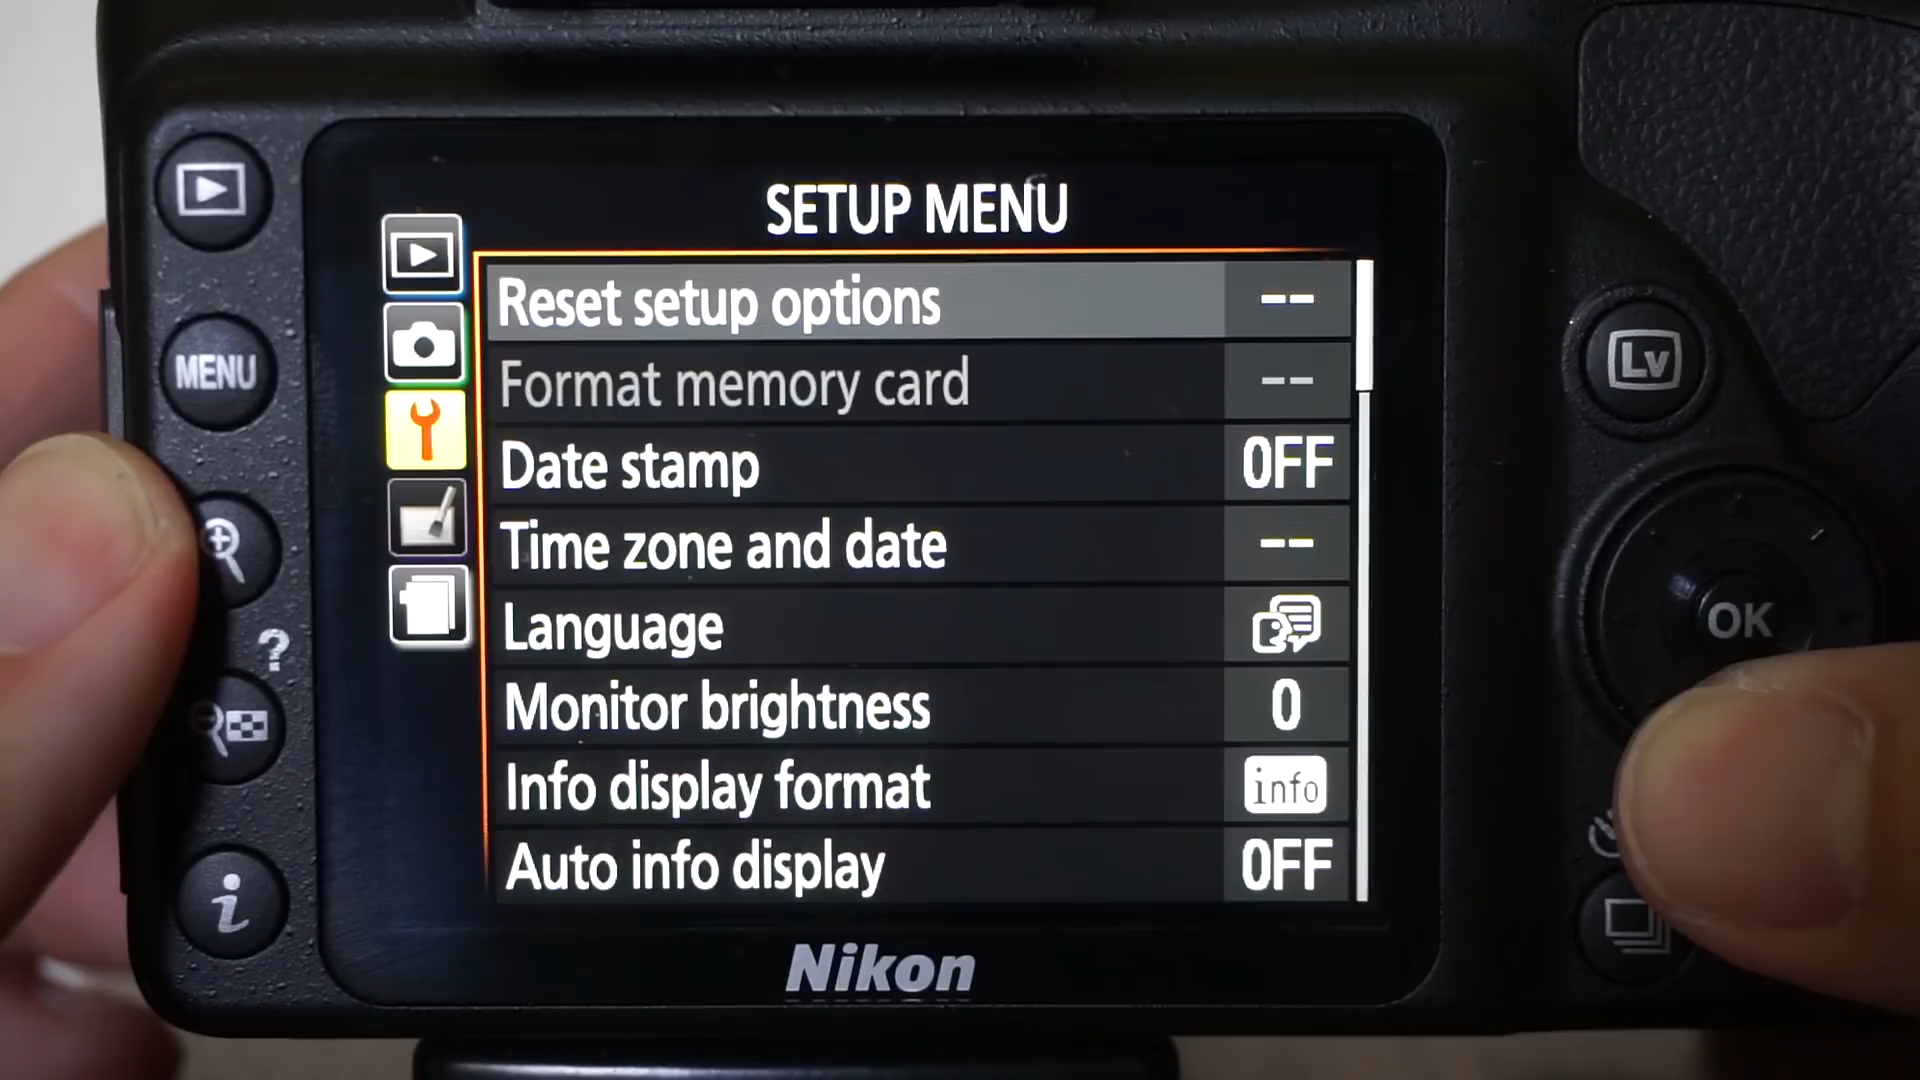 SETUP MENU
Reset setup options --
Format memory card --
Date stamp OFF
Time zone and date --
Language
Monitor brightness 0
Info display format info
Auto info display OFF
MENU
?
i
Lv
OK
Nikon